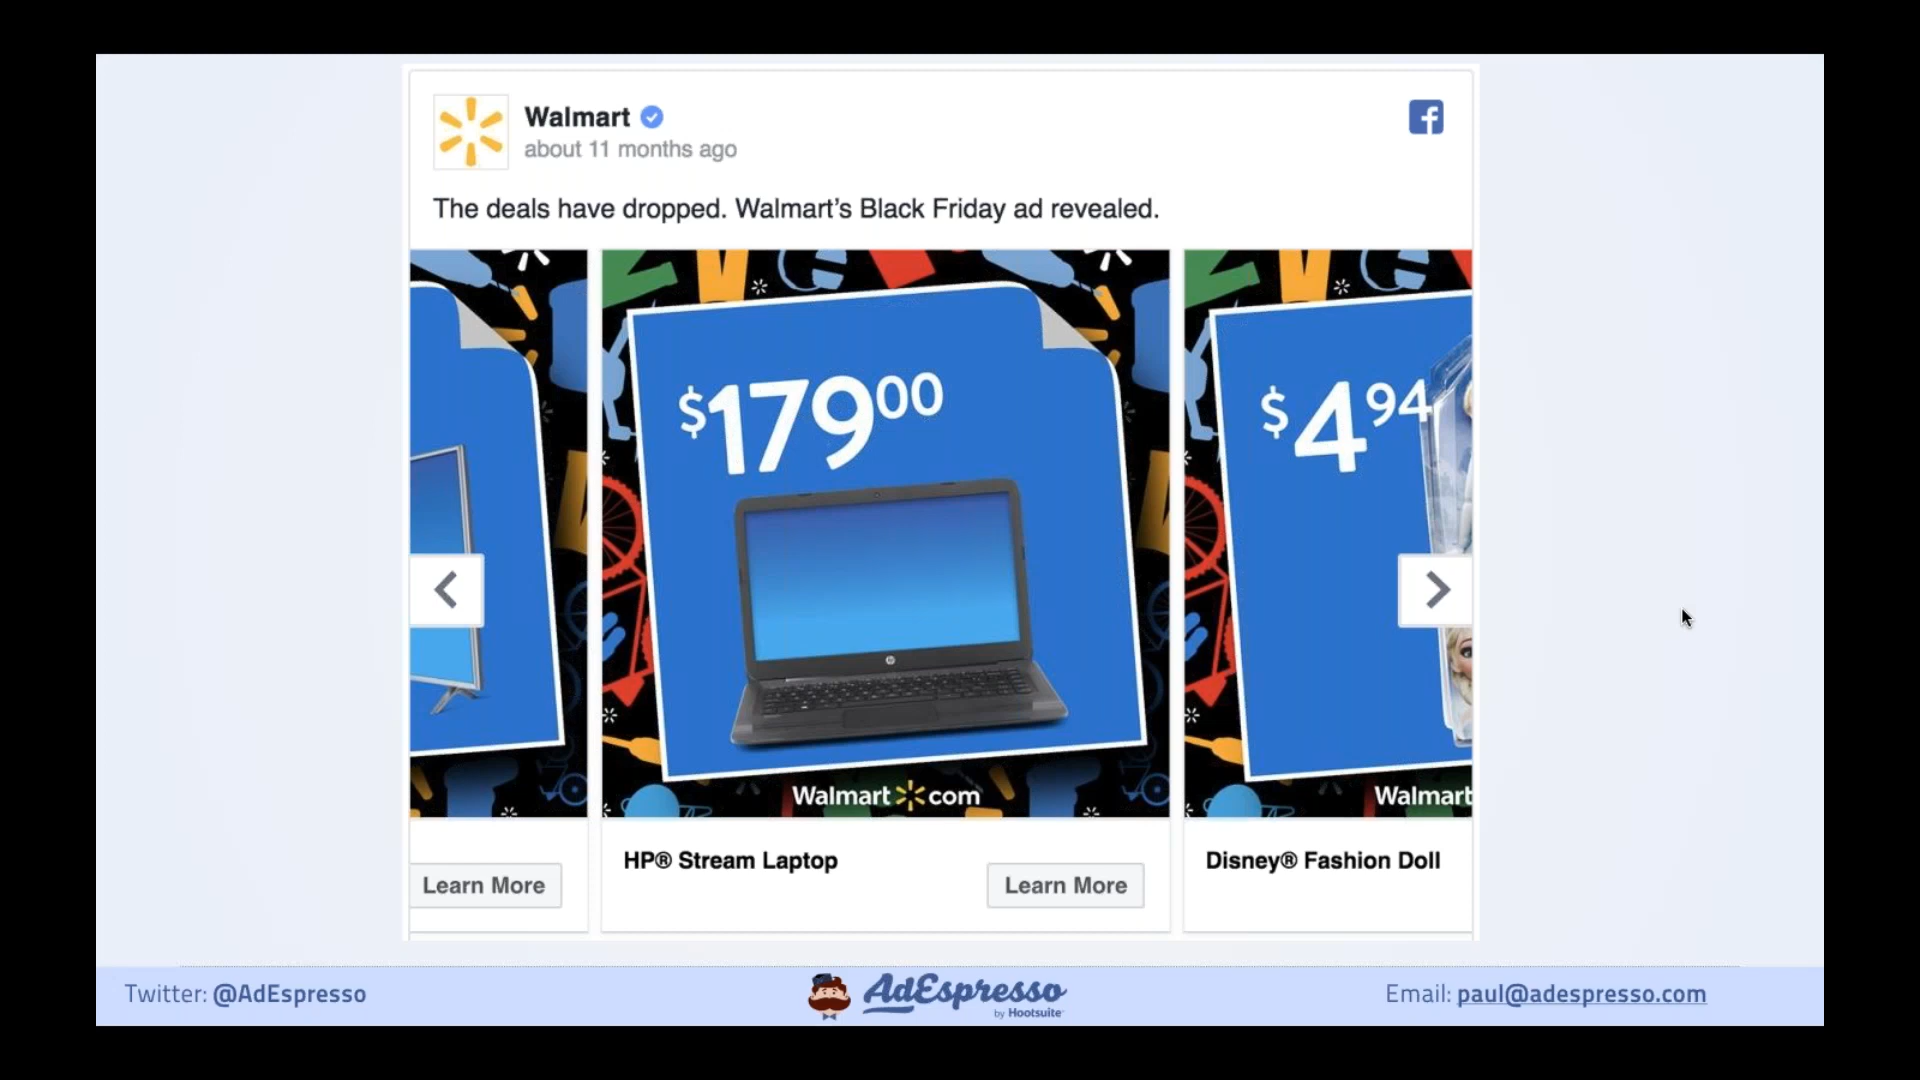 Walmart
about 11 months ago
The deals have dropped. Walmart’s Black Friday ad revealed.
$17900
$494
Walmart com
Walmart
HP® Stream Laptop
Disney® Fashion Doll
Learn More
Learn More
Twitter: @AdEspresso
AdEspresso
by Hootsuite
Email: paul@adespresso.com